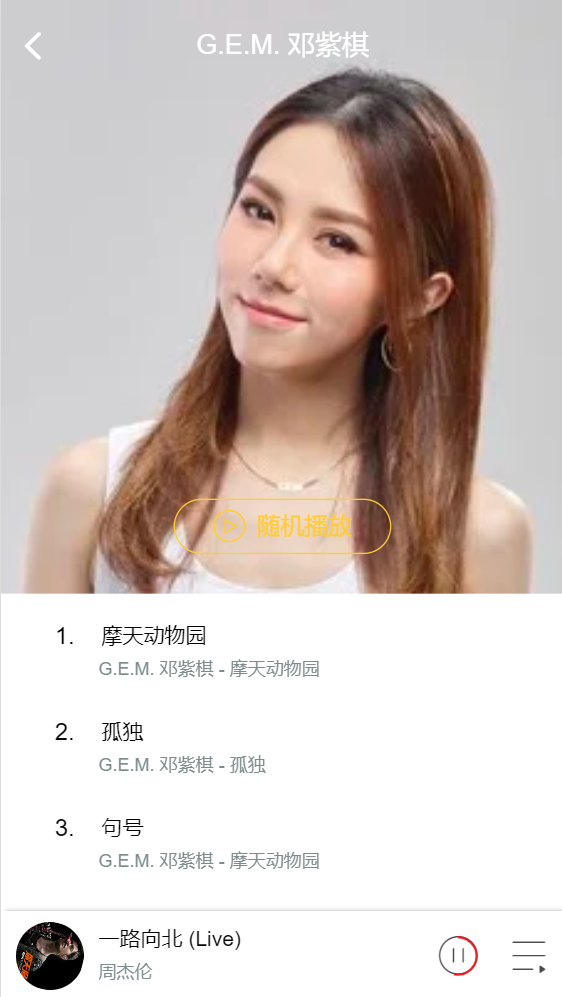 G.E.M. 邓紫棋
随机播放
1. 摩天动物园
G.E.M. 邓紫棋 - 摩天动物园
2. 孤独
G.E.M. 邓紫棋 - 孤独
3. 句号
G.E.M. 邓紫棋 - 摩天动物园
一路向北 (Live)
周杰伦